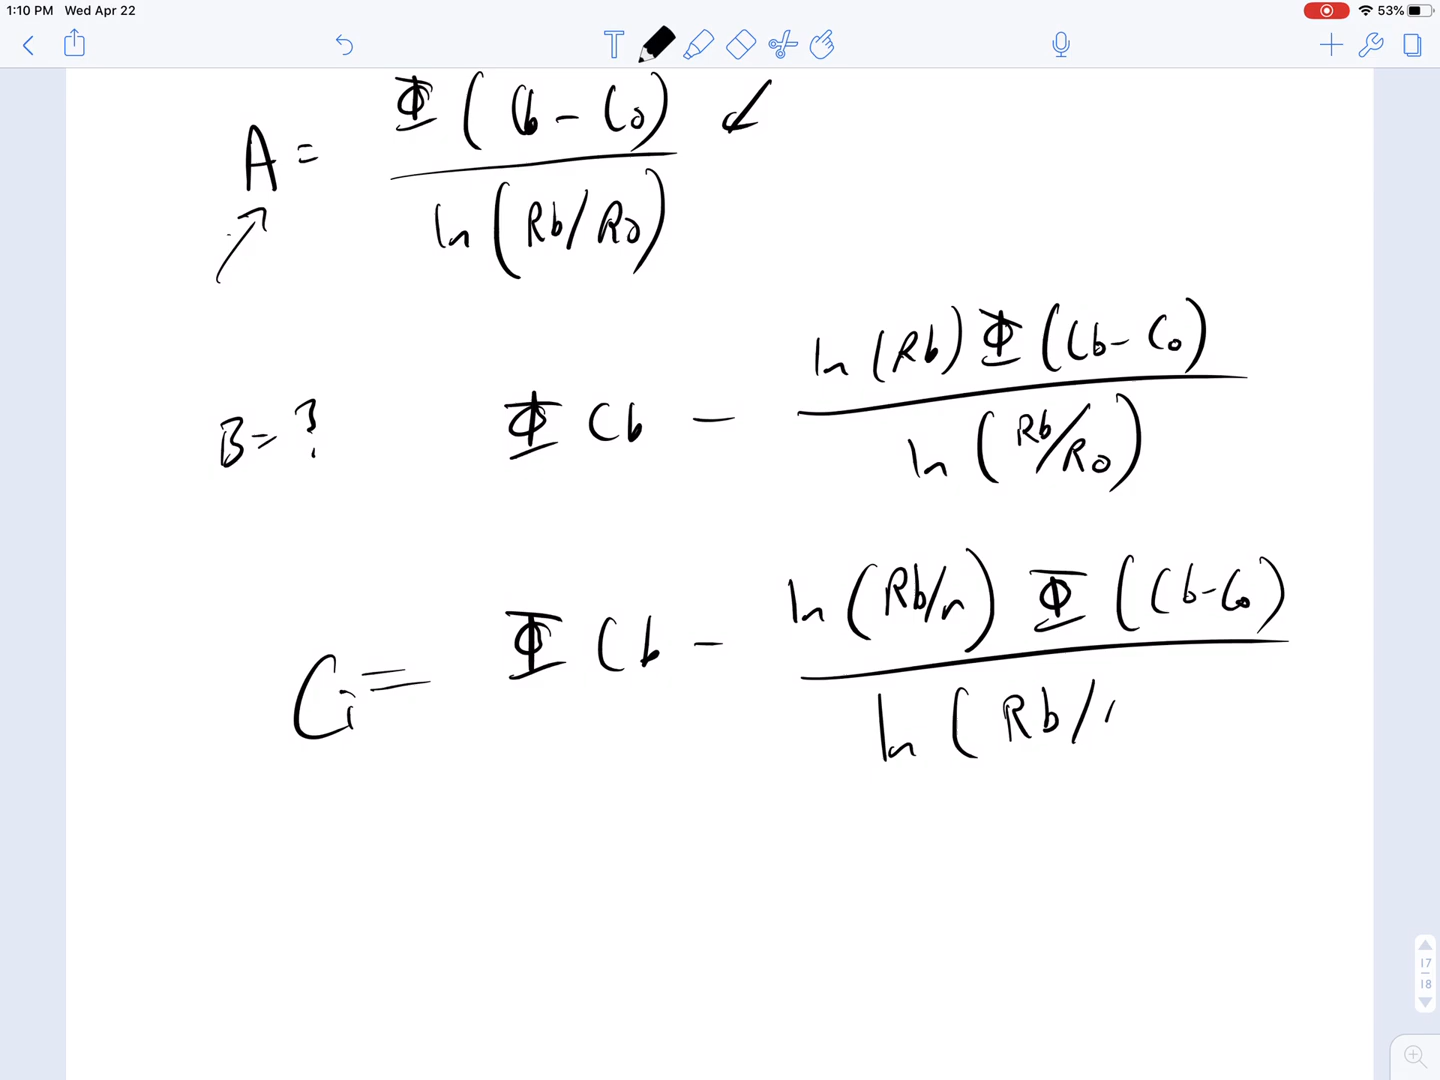 1:10 PM Wed Apr 22
53%
T
A = Φ ( Cb - Co )
ln ( Rb / Ro )
B = ? Φ Cb - ln (Rb) Φ ( Cb - Co )
ln ( Rb / Ro )
Ci = Φ Cb - ln ( Rb / r ) Φ ( Cb - Co )
ln ( Rb /
17
18